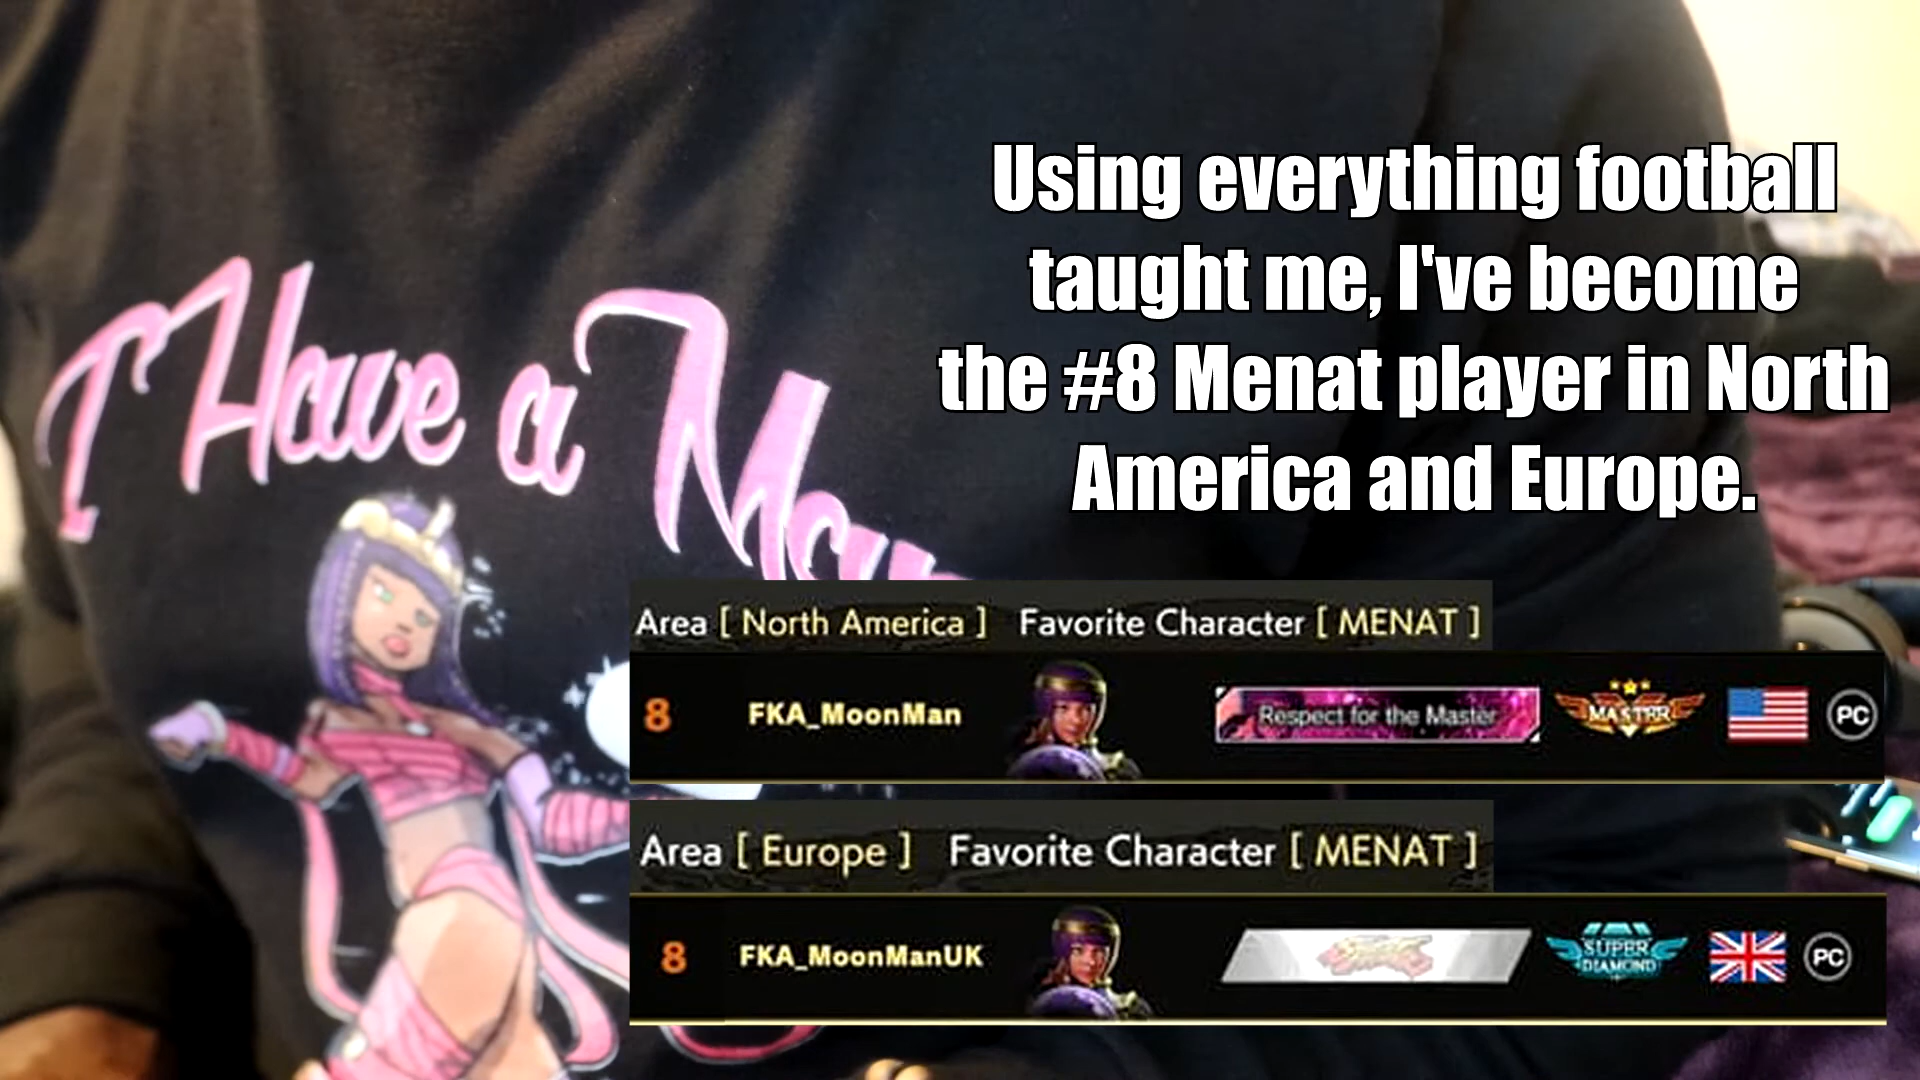 Using everything football
taught me, I've become
the #8 Menat player in North
America and Europe.
I Have a
Area [ North America ] Favorite Character [ MENAT ]
8 FKA_MoonMan Respect for the Master MASTER PC
Area [ Europe ] Favorite Character [ MENAT ]
8 FKA_MoonManUK SUPER DIAMOND PC